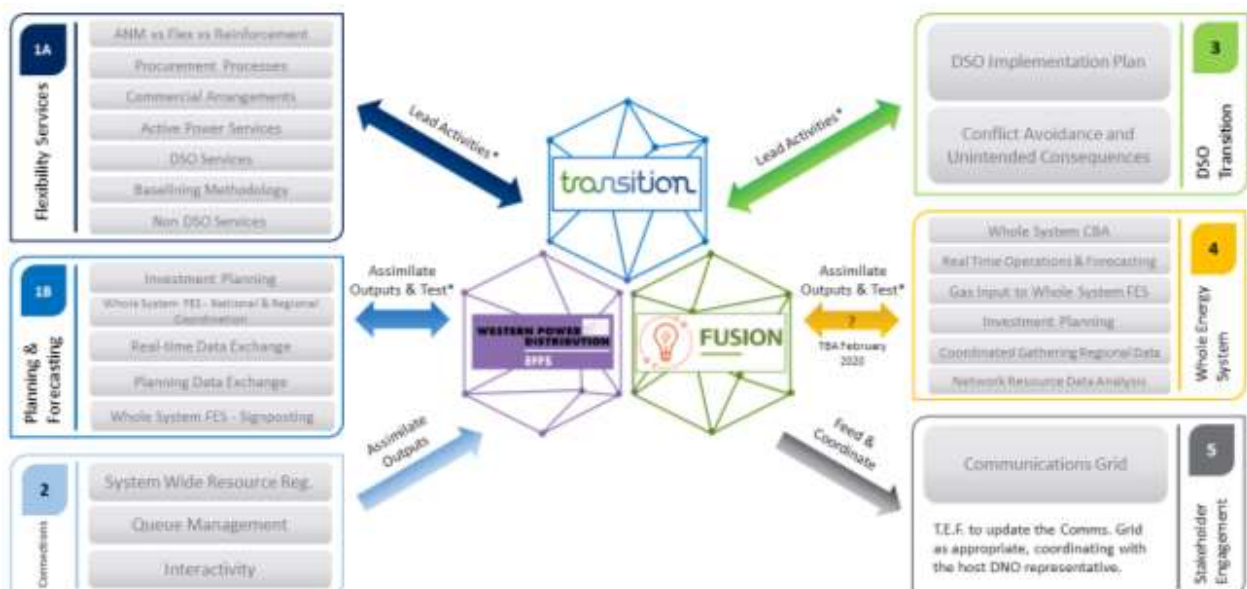 1A
Flexibility Services
ANM vs Flex vs Reinforcement
Procurement Processes
Commercial Arrangements
Active Power Services
DSO Services
Baselining Methodology
Non DSO Services
1B
Planning &
Forecasting
Investment Planning
Whole System FES - National & Regional
Coordination
Real-time Data Exchange
Planning Data Exchange
Whole System FES - Signposting
2
Connections
System Wide Resource Reg.
Queue Management
Interactivity
Lead Activities*
Assimilate
Outputs & Test*
Assimilate
Outputs
transition
WESTERN POWER
DISTRIBUTION
EFFS
FUSION
Lead Activities*
Assimilate
Outputs & Test*
?
TBA February
2020
Feed &
Coordinate
DSO Implementation Plan
Conflict Avoidance and
Unintended Consequences
3
DSO
Transition
Whole System CBA
Real Time Operations & Forecasting
Gas Input to Whole System FES
Investment Planning
Coordinated Gathering Regional Data
Network Resource Data Analysis
4
Whole Energy
System
Communications Grid
T.E.F. to update the Comms. Grid
as appropriate, coordinating with
the host DNO representative.
5
Stakeholder
Engagement